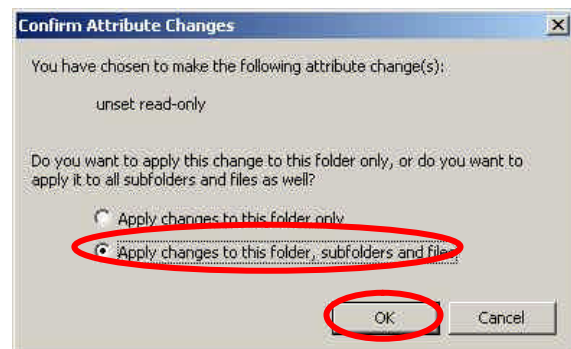 Confirm Attribute Changes
You have chosen to make the following attribute change(s):
unset read-only
Do you want to apply this change to this folder only, or do you want to
apply it to all subfolders and files as well?
Apply changes to this folder only
Apply changes to this folder, subfolders and files
OK Cancel